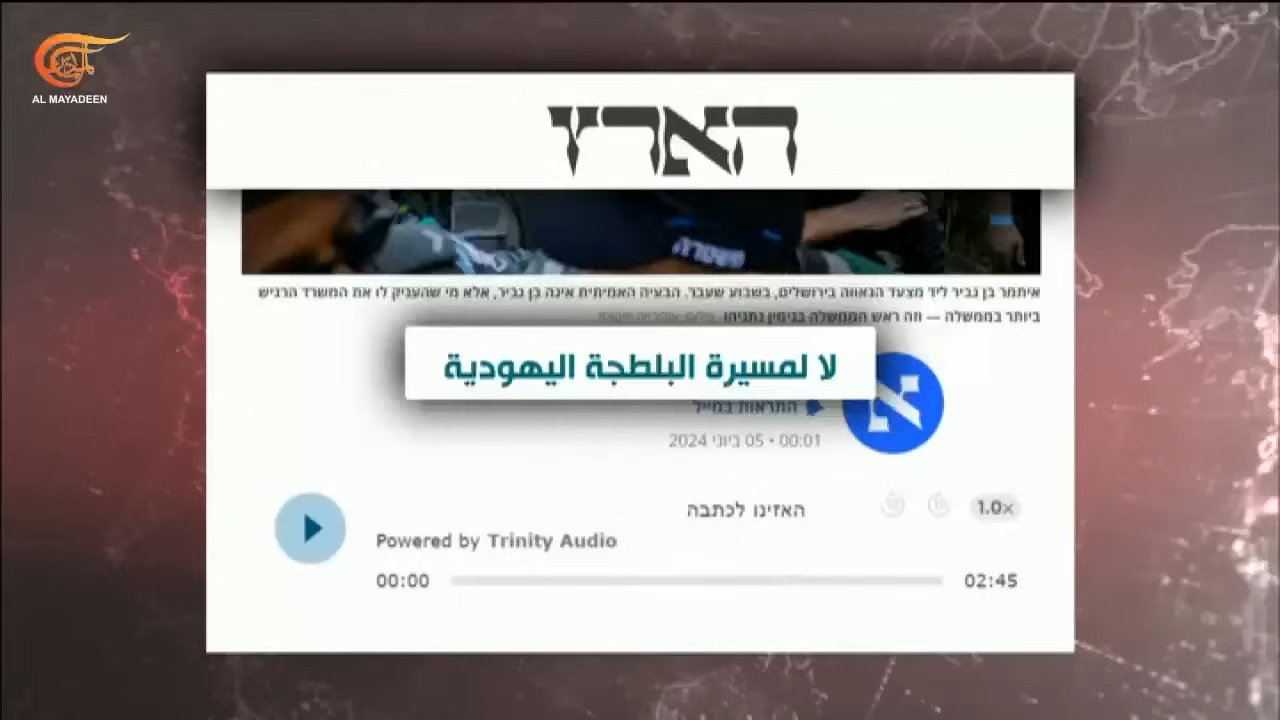 AL MAYADEEN
הארץ
איתמר בן גביר ליד מצעד הגאווה בירושלים, בשבוע שעבר. הבעיה האמיתית אינה בן גביר, אלא מי שהעניק לו את המשרד הרגיש
ביותר בממשלה — וזה ראש הממשלה בנימין נתניהו
لا لمسيرة البلطجة اليهودية
התראות במייל
00:01 • 05 ביוני 2024
האזינו לכתבה
1.0x
Powered by Trinity Audio
00:00
02:45